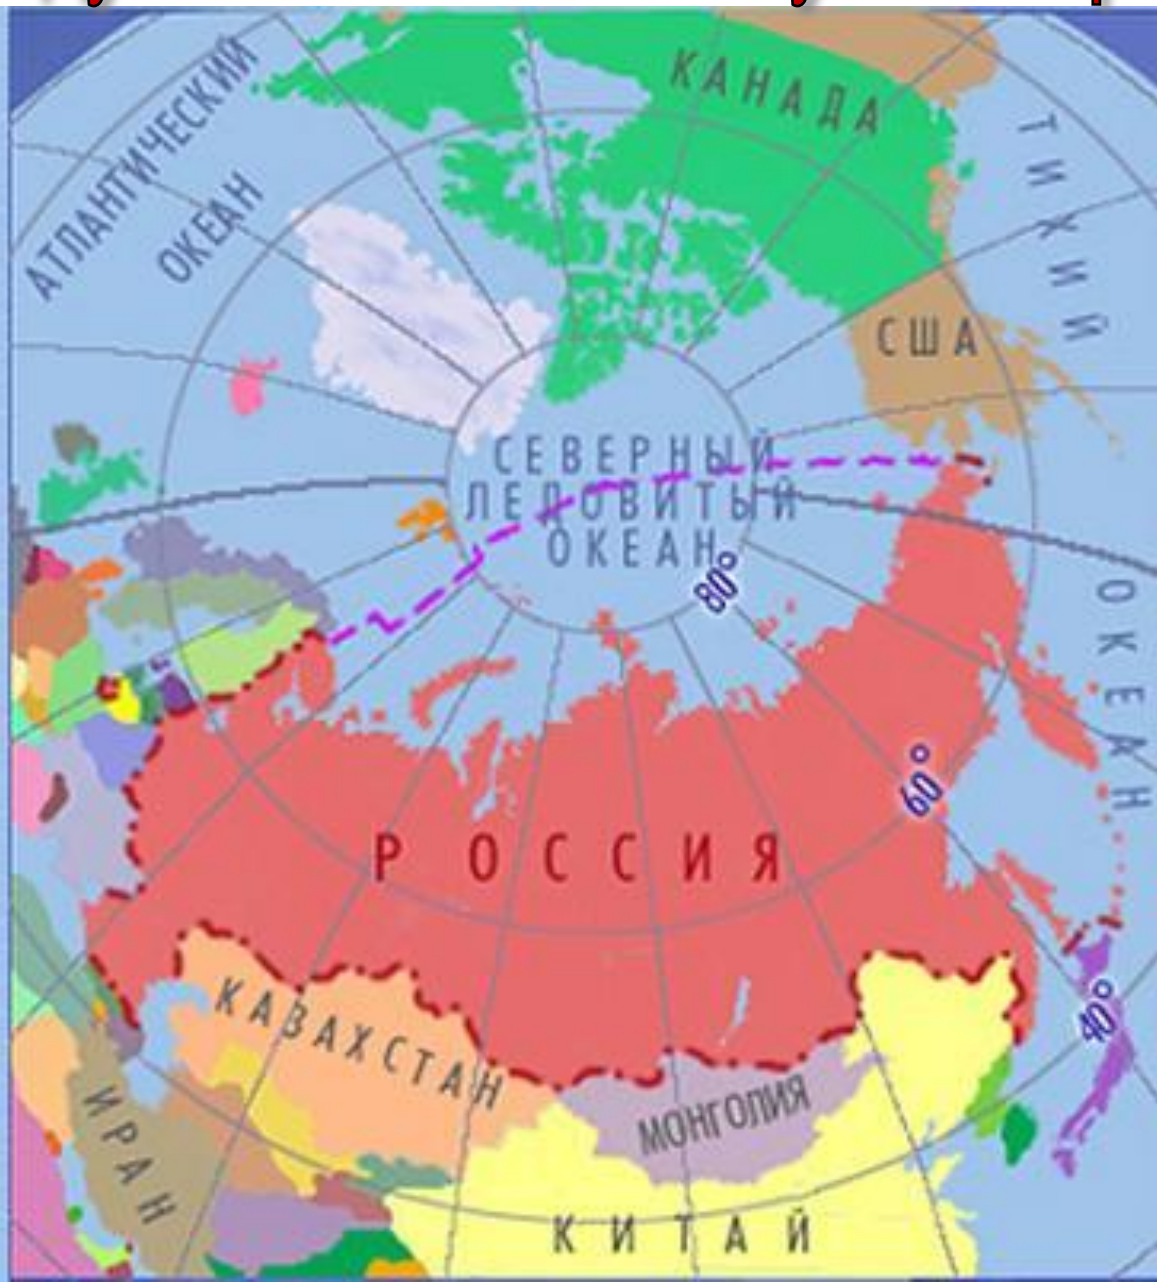 КАНАДА
АТЛАНТИЧЕСКИЙ
ОКЕАН
ТИХИЙ
США
СЕВЕРНЫЙ
ЛЕДОВИТЫЙ
ОКЕАН
80°
ОКЕАН
60°
РОССИЯ
КАЗАХСТАН
40°
ИРАН
МОНГОЛИЯ
КИТАЙ